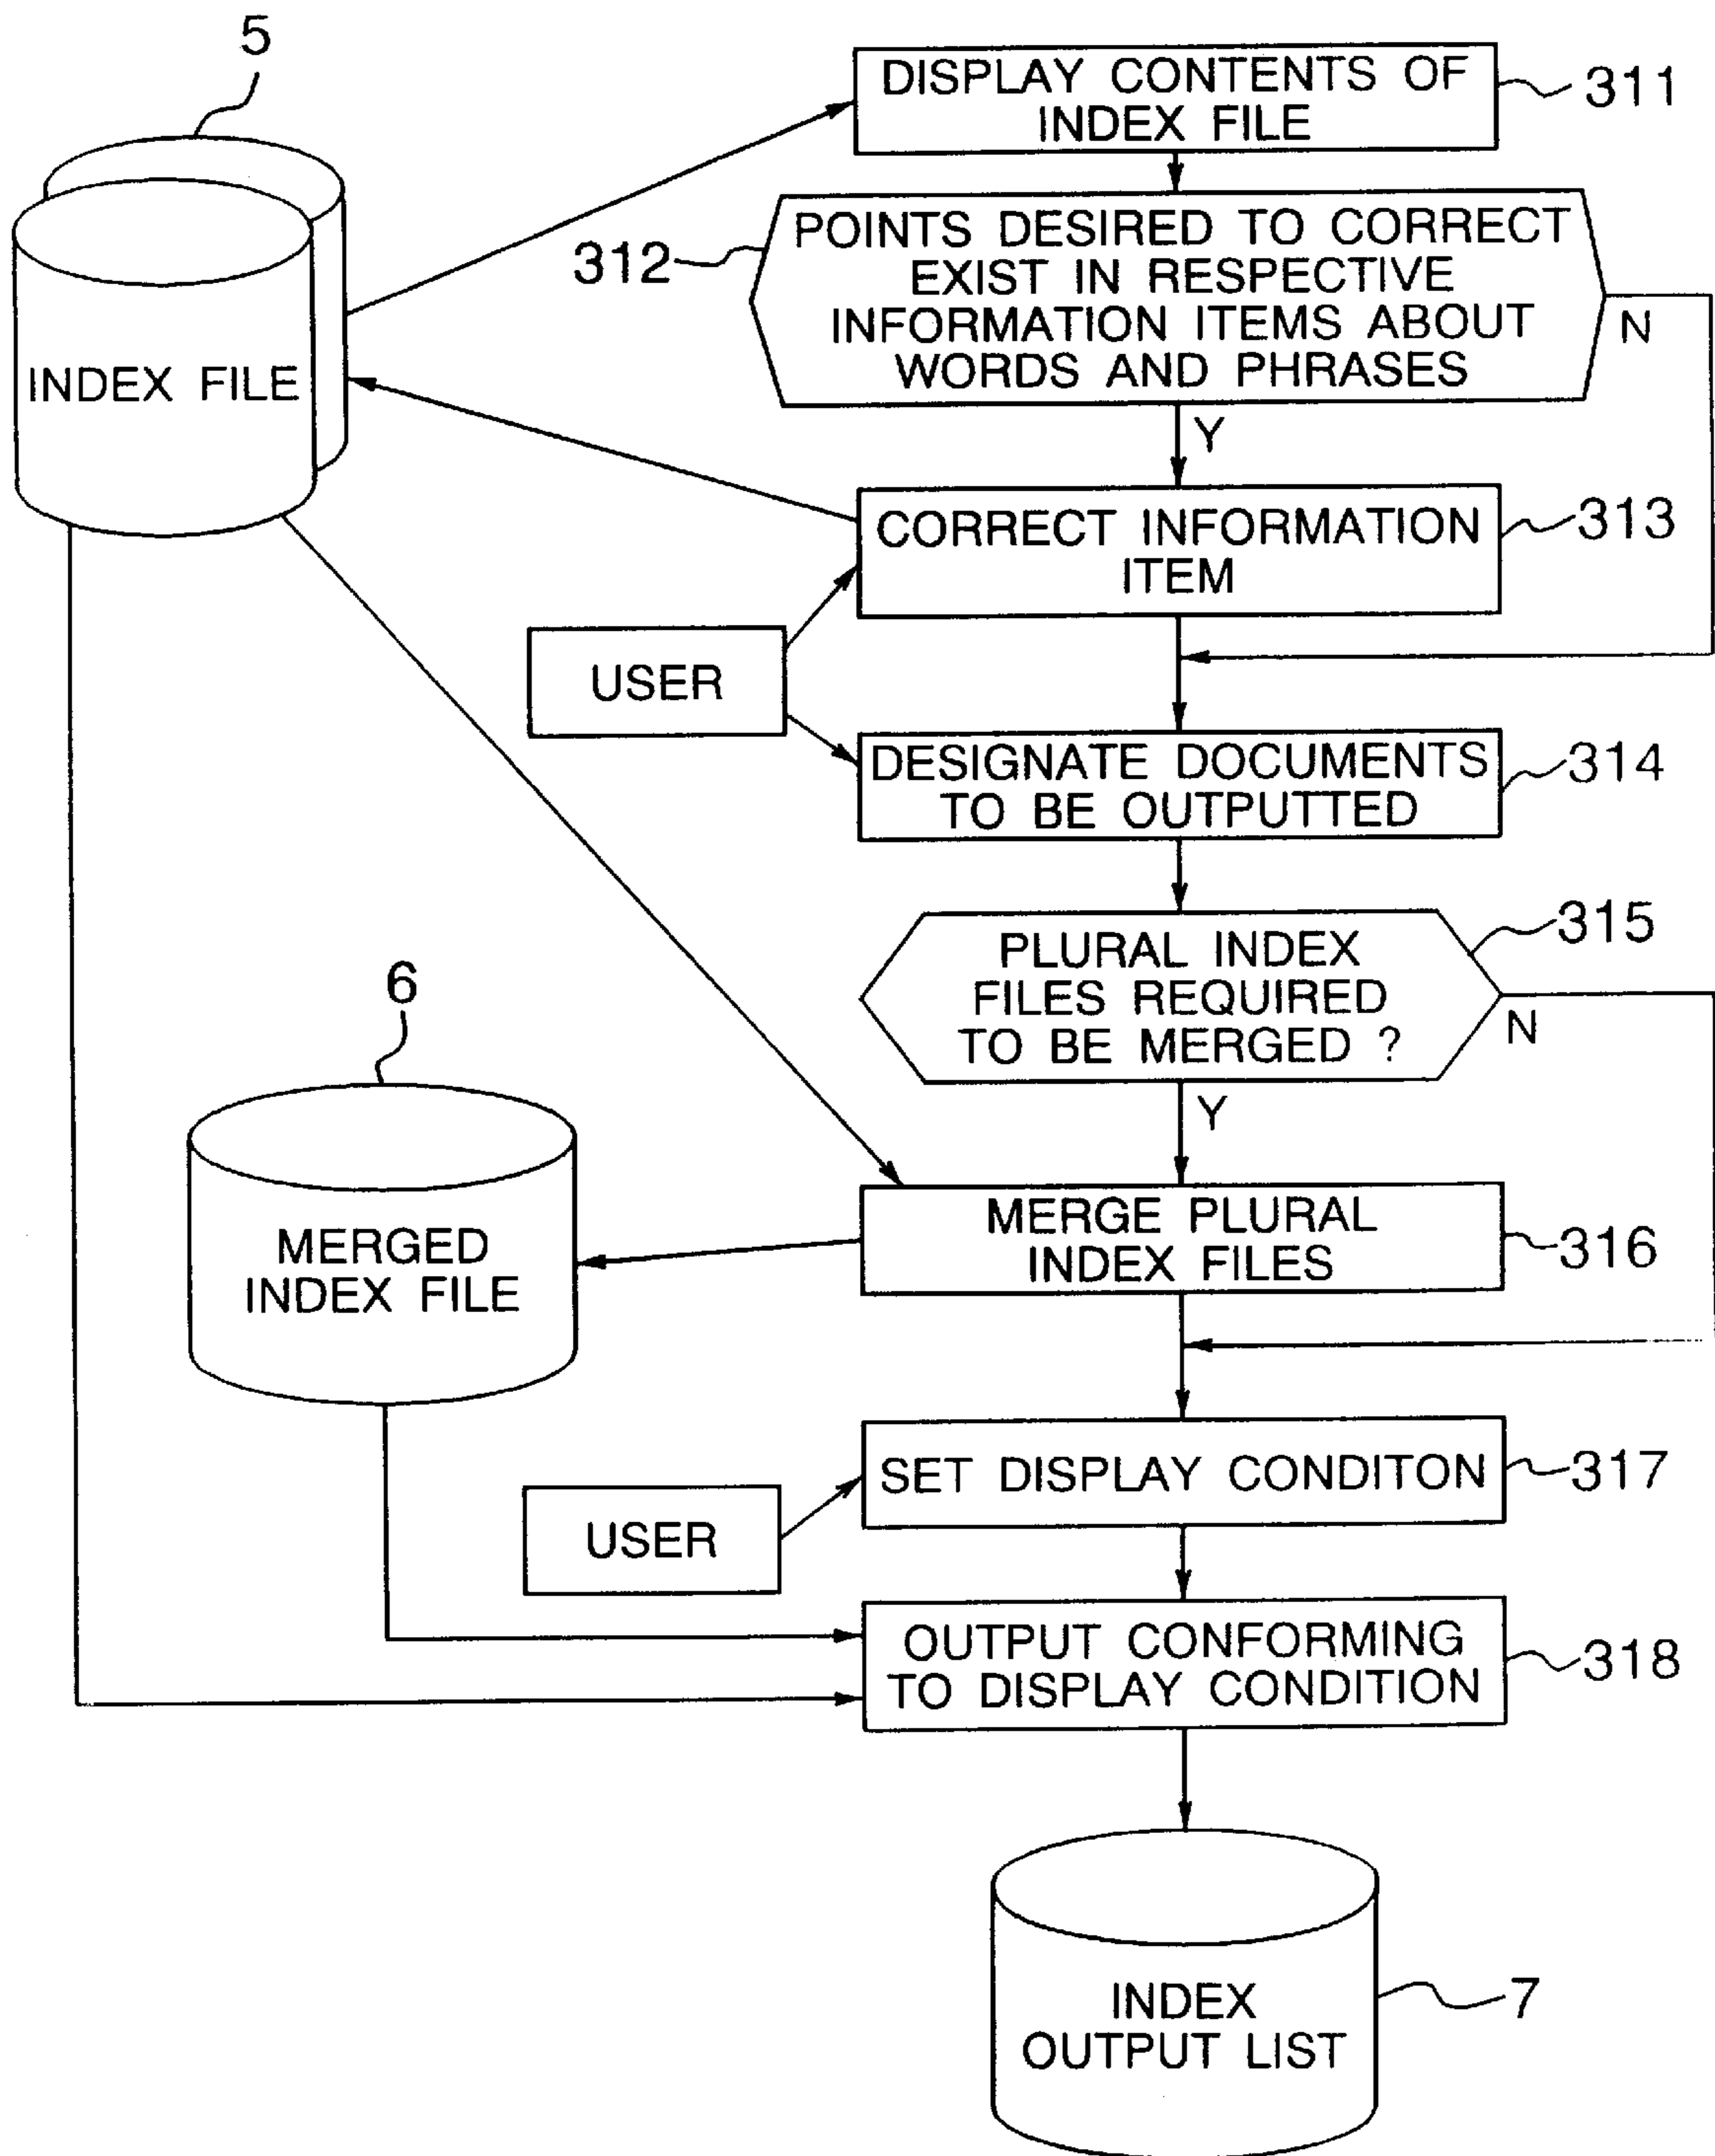 5
DISPLAY CONTENTS OF
INDEX FILE
311
312
POINTS DESIRED TO CORRECT
EXIST IN RESPECTIVE
INFORMATION ITEMS ABOUT
WORDS AND PHRASES
N
INDEX FILE
Y
CORRECT INFORMATION
ITEM
313
USER
DESIGNATE DOCUMENTS
TO BE OUTPUTTED
314
PLURAL INDEX
FILES REQUIRED
TO BE MERGED ?
315
N
6
Y
MERGED
INDEX FILE
MERGE PLURAL
INDEX FILES
316
SET DISPLAY CONDITON
317
USER
OUTPUT CONFORMING
TO DISPLAY CONDITION
318
INDEX
OUTPUT LIST
7